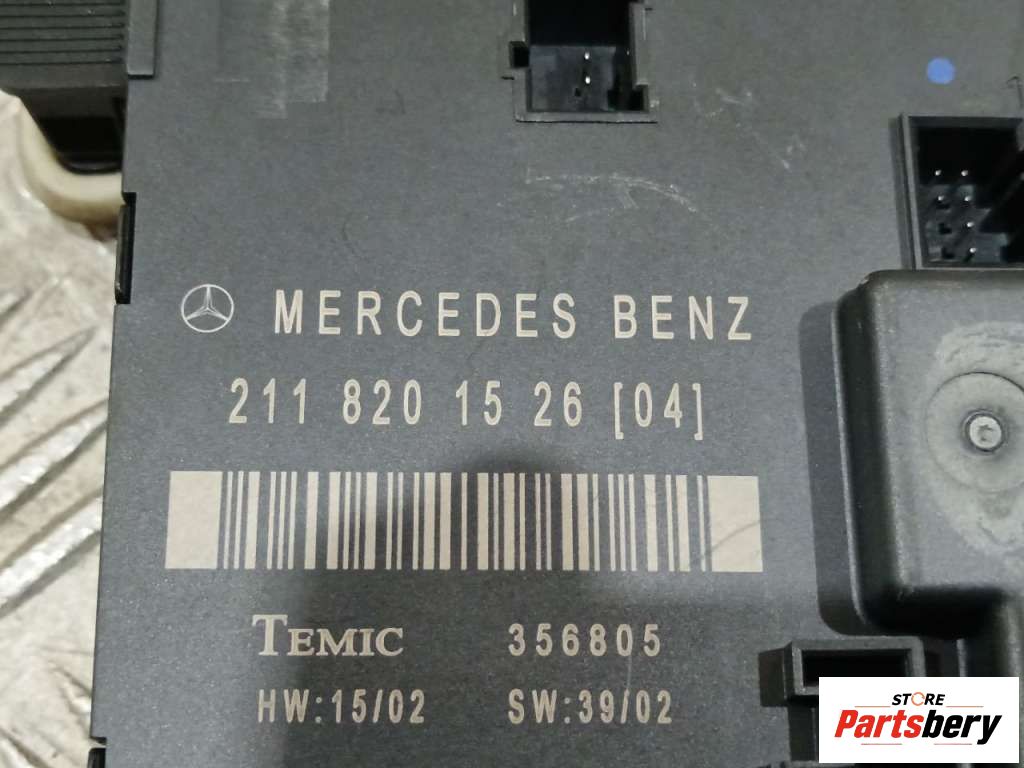 MERCEDES BENZ
211 820 15 26 [04]
TEMIC 356805
HW:15/02 SW:39/02
STORE
Partsbery